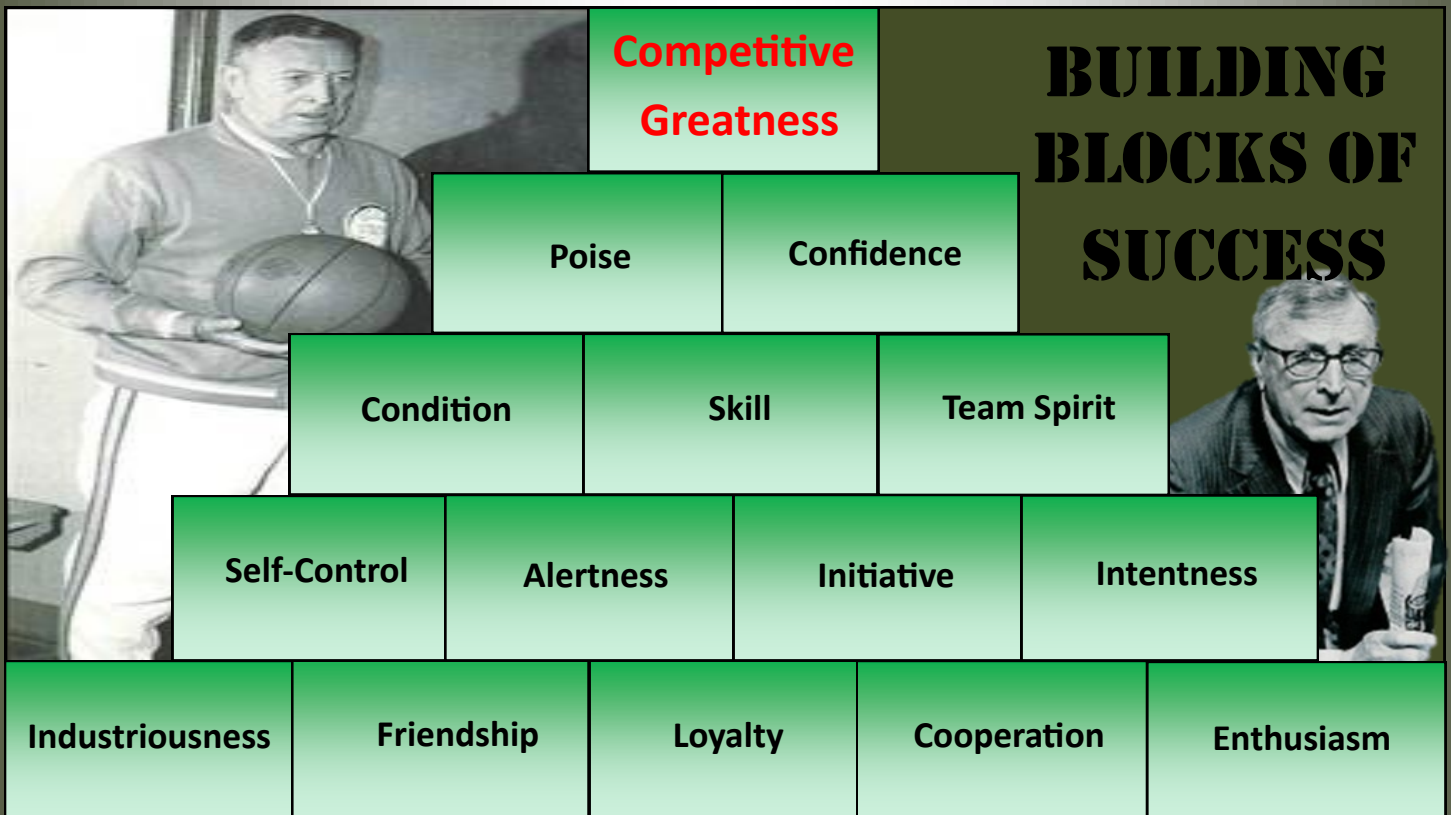 Competitive
Greatness
BUILDING
BLOCKS OF
SUCCESS
Poise
Confidence
Condition
Skill
Team Spirit
Self-Control
Alertness
Initiative
Intentness
Industriousness
Friendship
Loyalty
Cooperation
Enthusiasm